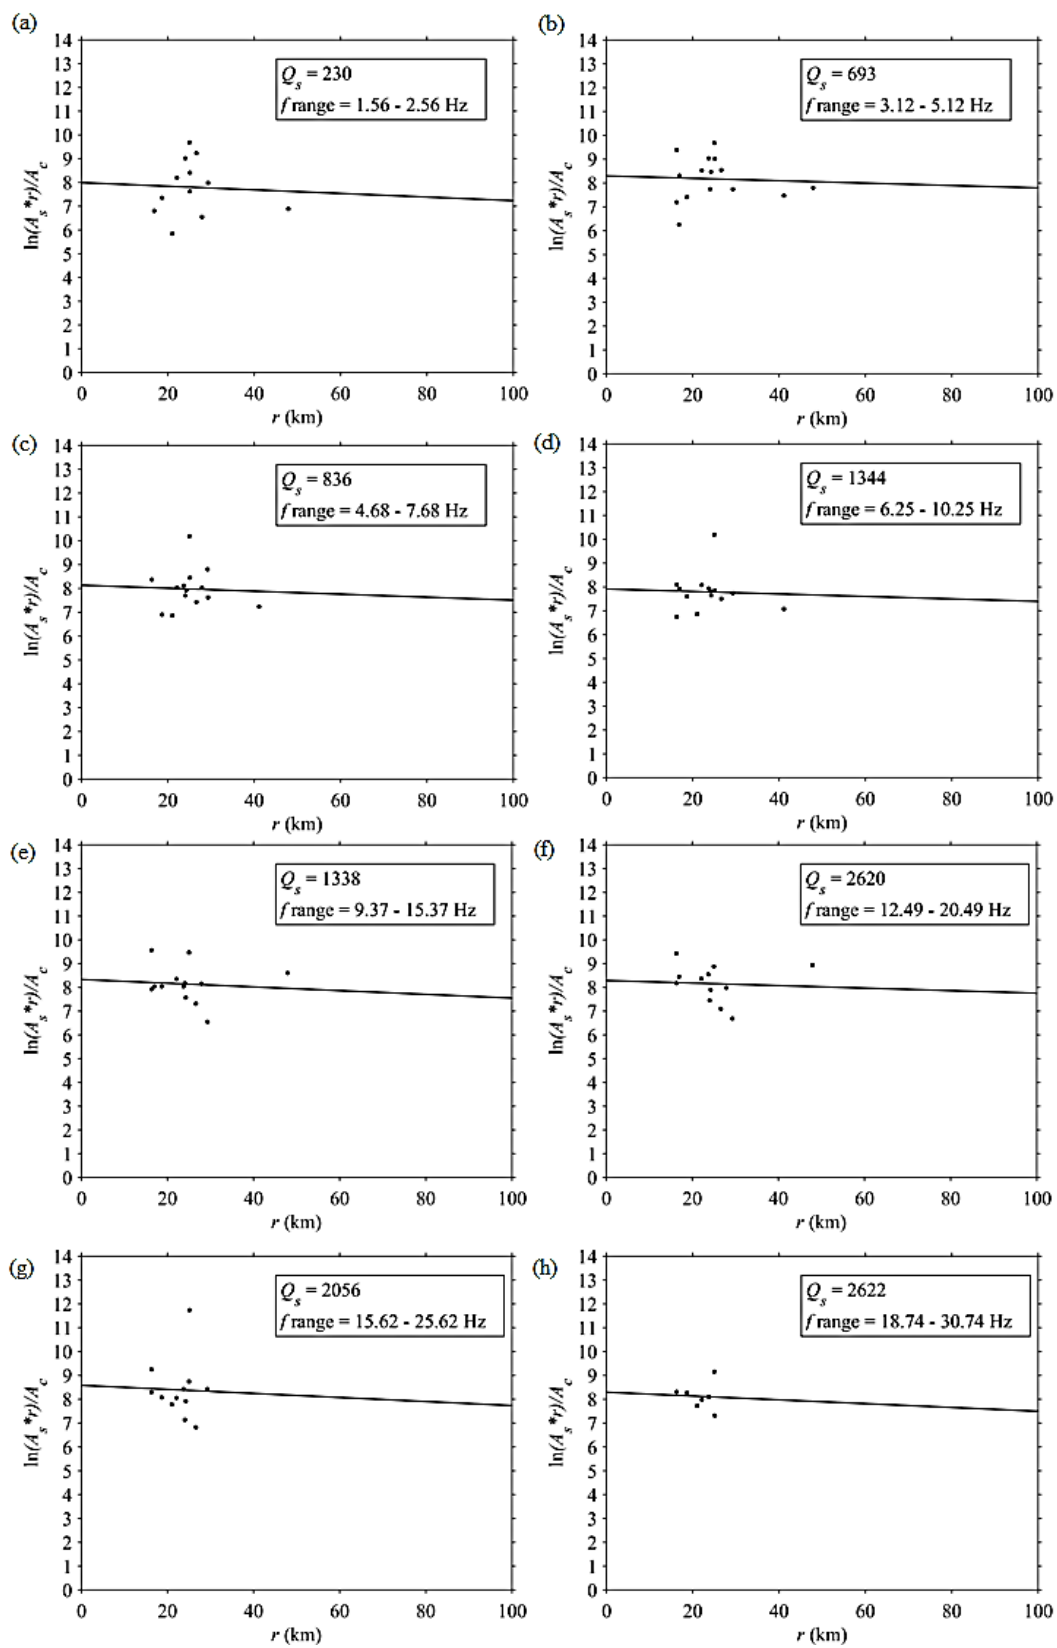 (a)
14
13
12
11
10
9
8
7
6
5
4
3
2
1
0
ln(A_s*r)/A_c
Q_s = 230
f range = 1.56 - 2.56 Hz
0 20 40 60 80 100
r (km)
(b)
14
13
12
11
10
9
8
7
6
5
4
3
2
1
0
ln(A_s*r)/A_c
Q_s = 693
f range = 3.12 - 5.12 Hz
0 20 40 60 80 100
r (km)
(c)
14
13
12
11
10
9
8
7
6
5
4
3
2
1
0
ln(A_s*r)/A_c
Q_s = 836
f range = 4.68 - 7.68 Hz
0 20 40 60 80 100
r (km)
(d)
14
13
12
11
10
9
8
7
6
5
4
3
2
1
0
ln(A_s*r)/A_c
Q_s = 1344
f range = 6.25 - 10.25 Hz
0 20 40 60 80 100
r (km)
(e)
14
13
12
11
10
9
8
7
6
5
4
3
2
1
0
ln(A_s*r)/A_c
Q_s = 1338
f range = 9.37 - 15.37 Hz
0 20 40 60 80 100
r (km)
(f)
14
13
12
11
10
9
8
7
6
5
4
3
2
1
0
ln(A_s*r)/A_c
Q_s = 2620
f range = 12.49 - 20.49 Hz
0 20 40 60 80 100
r (km)
(g)
14
13
12
11
10
9
8
7
6
5
4
3
2
1
0
ln(A_s*r)/A_c
Q_s = 2056
f range = 15.62 - 25.62 Hz
0 20 40 60 80 100
r (km)
(h)
14
13
12
11
10
9
8
7
6
5
4
3
2
1
0
ln(A_s*r)/A_c
Q_s = 2622
f range = 18.74 - 30.74 Hz
0 20 40 60 80 100
r (km)